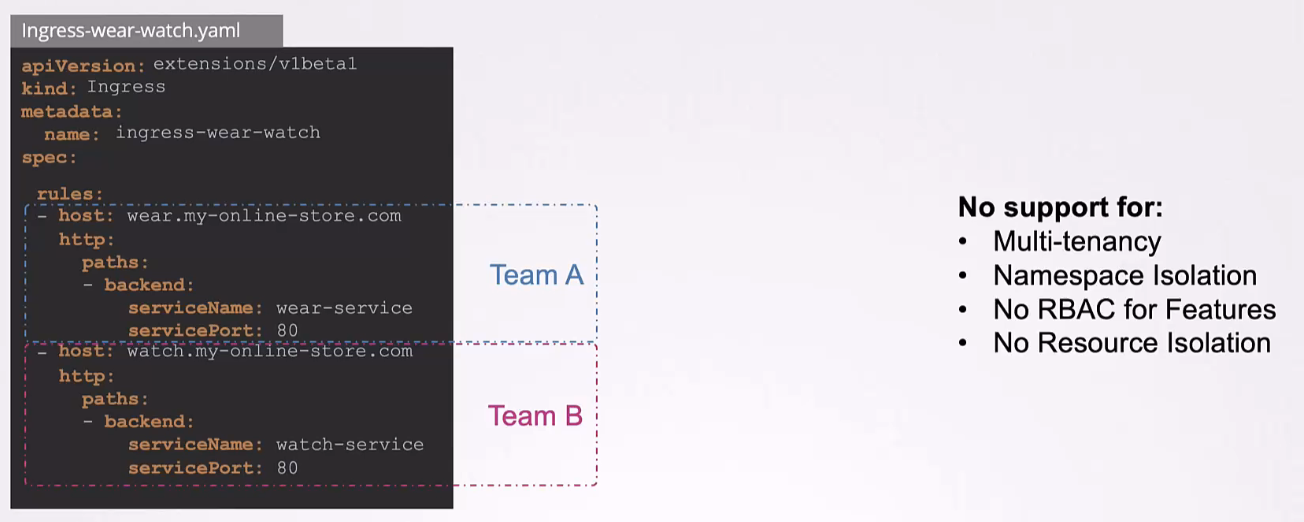 Ingress-wear-watch.yaml
apiVersion: extensions/v1beta1
kind: Ingress
metadata:
  name: ingress-wear-watch
spec:
  rules:
  - host: wear.my-online-store.com
    http:
      paths:
      - backend:
          serviceName: wear-service
          servicePort: 80
  - host: watch.my-online-store.com
    http:
      paths:
      - backend:
          serviceName: watch-service
          servicePort: 80
Team A
Team B
No support for:
• Multi-tenancy
• Namespace Isolation
• No RBAC for Features
• No Resource Isolation